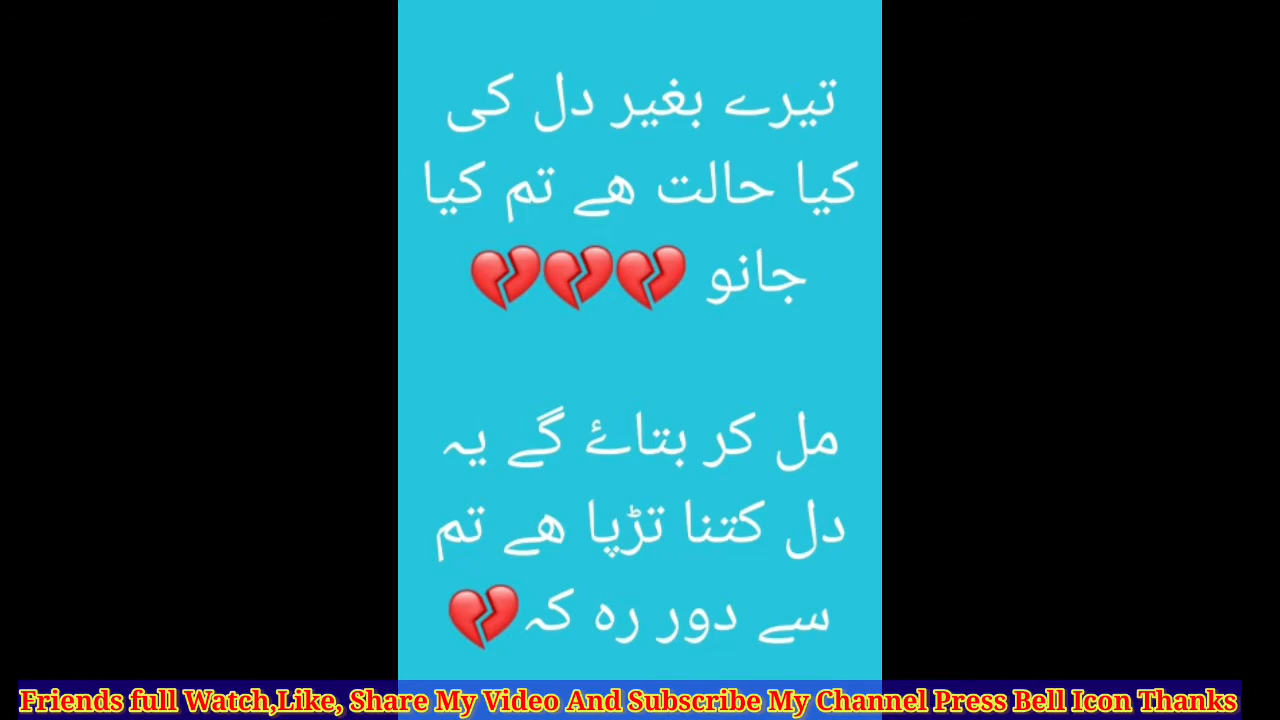 تیرے بغیر دل کی
کیا حالت ھے تم کیا
جانو 💔💔💔
مل کر بتاۓ گے یہ
دل کتنا تڑپا ھے تم
سے دور رہ کہ💔
Friends full Watch,Like, Share My Video And Subscribe My Channel Press Bell Icon Thanks